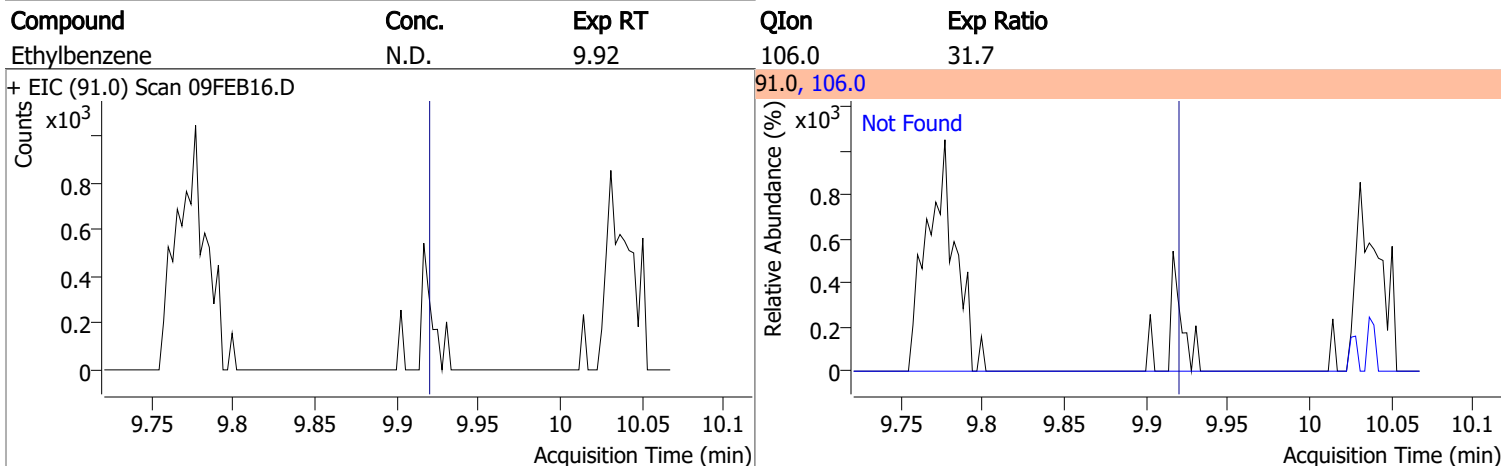 Compound Conc. Exp RT QIon Exp Ratio
Ethylbenzene N.D. 9.92 106.0 31.7
+ EIC (91.0) Scan 09FEB16.D
Counts
x10³
0.8
0.6
0.4
0.2
0
9.75 9.8 9.85 9.9 9.95 10 10.05 10.1
Acquisition Time (min)
91.0, 106.0
Relative Abundance (%)
x10³
Not Found
0.8
0.6
0.4
0.2
0
9.75 9.8 9.85 9.9 9.95 10 10.05 10.1
Acquisition Time (min)